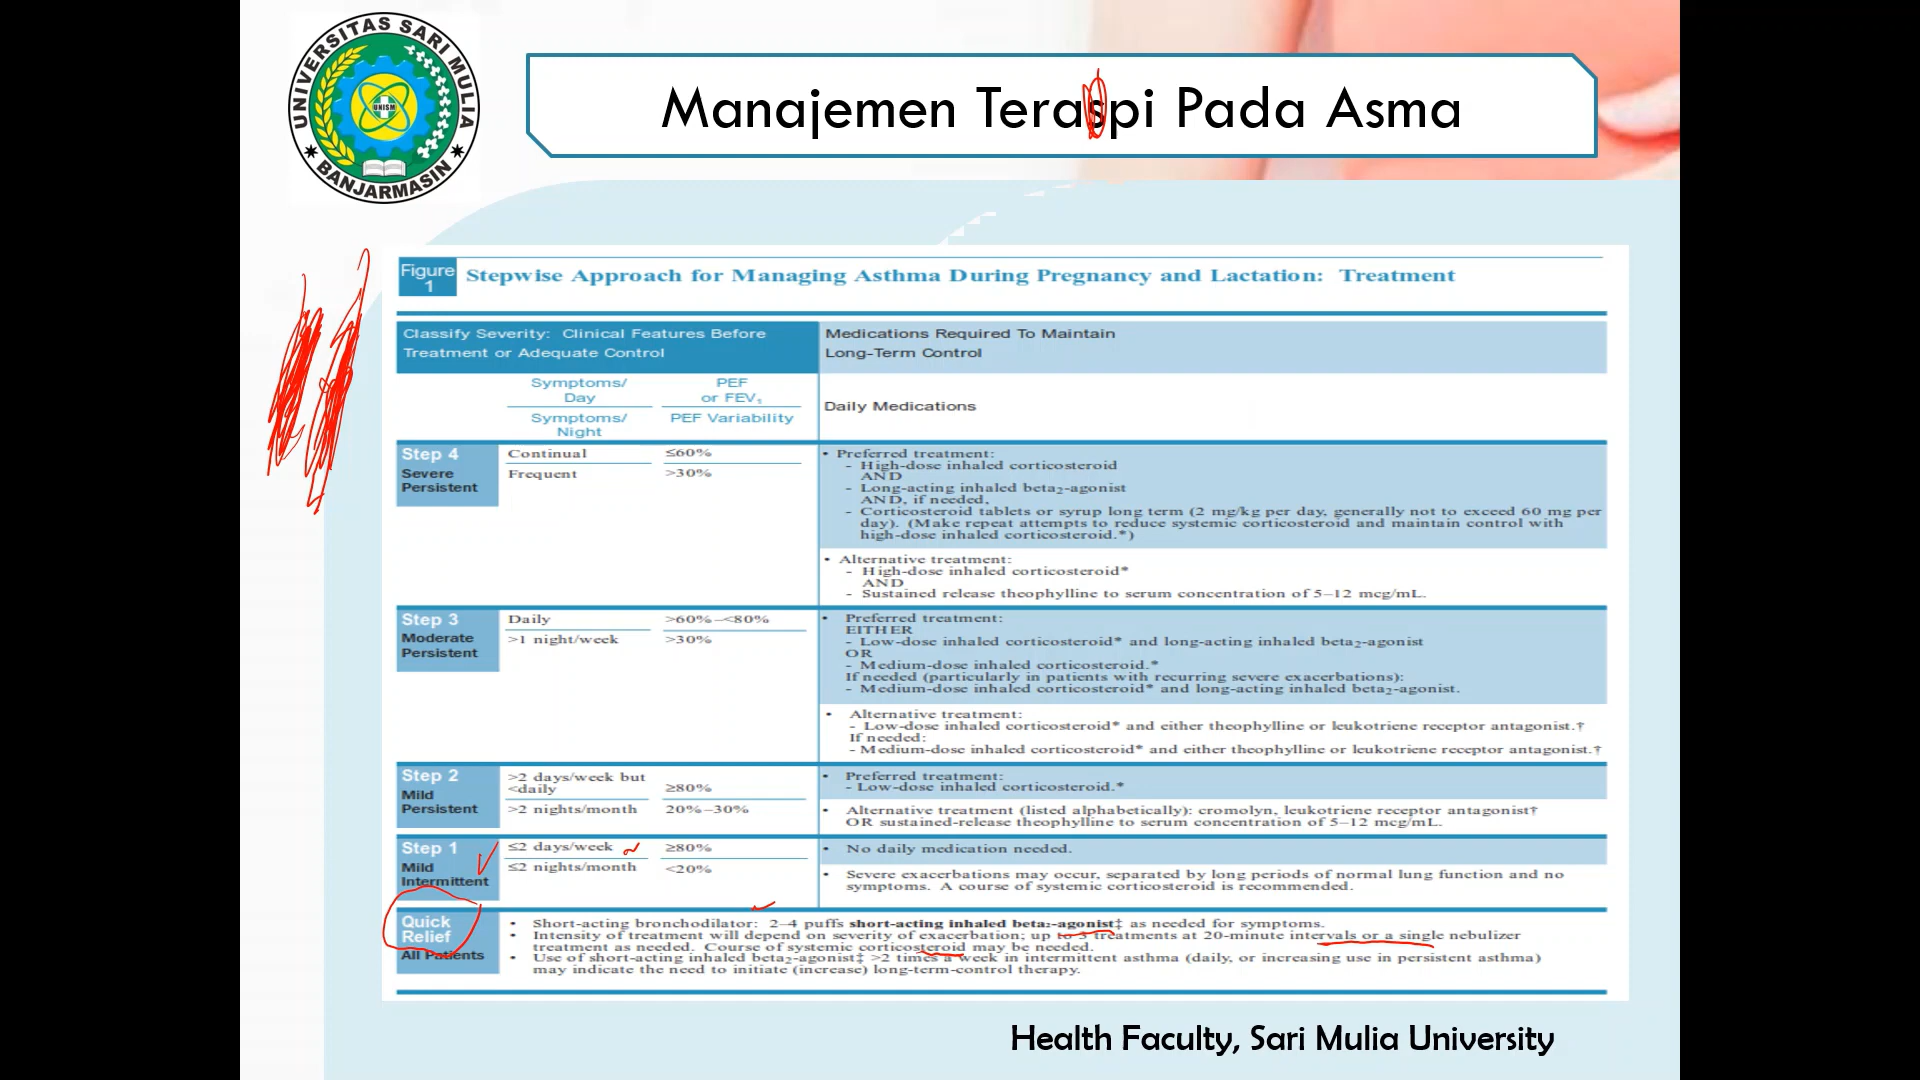 UNIVERSITAS SARI MULIA
UNISM
BANJARMASIN
Manajemen Teraspi Pada Asma
Figure 1
Stepwise Approach for Managing Asthma During Pregnancy and Lactation: Treatment
Classify Severity: Clinical Features Before
Treatment or Adequate Control
Medications Required To Maintain
Long-Term Control
Symptoms/
Day
PEF
or FEV₁
Symptoms/
Night
PEF Variability
Daily Medications
Step 4
Severe
Persistent
Continual
≤60%
Frequent
>30%
• Preferred treatment:
- High-dose inhaled corticosteroid
AND
- Long-acting inhaled beta₂-agonist
AND, if needed,
- Corticosteroid tablets or syrup long term (2 mg/kg per day, generally not to exceed 60 mg per
day). (Make repeat attempts to reduce systemic corticosteroid and maintain control with
high-dose inhaled corticosteroid.*)
• Alternative treatment:
- High-dose inhaled corticosteroid*
AND
- Sustained release theophylline to serum concentration of 5–12 mcg/mL.
Step 3
Moderate
Persistent
Daily
>60%–<80%
>1 night/week
>30%
• Preferred treatment:
EITHER
- Low-dose inhaled corticosteroid* and long-acting inhaled beta₂-agonist
OR
- Medium-dose inhaled corticosteroid.*
If needed (particularly in patients with recurring severe exacerbations):
- Medium-dose inhaled corticosteroid* and long-acting inhaled beta₂-agonist.
• Alternative treatment:
- Low-dose inhaled corticosteroid* and either theophylline or leukotriene receptor antagonist.†
If needed:
- Medium-dose inhaled corticosteroid* and either theophylline or leukotriene receptor antagonist.†
Step 2
Mild
Persistent
>2 days/week but
<daily
≥80%
>2 nights/month
20%–30%
• Preferred treatment:
- Low-dose inhaled corticosteroid.*
• Alternative treatment (listed alphabetically): cromolyn, leukotriene receptor antagonist†
OR sustained-release theophylline to serum concentration of 5–12 mcg/mL.
Step 1
Mild
Intermittent
≤2 days/week
≥80%
≤2 nights/month
<20%
• No daily medication needed.
• Severe exacerbations may occur, separated by long periods of normal lung function and no
symptoms. A course of systemic corticosteroid is recommended.
Quick
Relief
All Patients
• Short-acting bronchodilator: 2–4 puffs short-acting inhaled beta₂-agonist‡ as needed for symptoms.
• Intensity of treatment will depend on severity of exacerbation; up to 3 treatments at 20-minute intervals or a single nebulizer
treatment as needed. Course of systemic corticosteroid may be needed.
• Use of short-acting inhaled beta₂-agonist‡ >2 times a week in intermittent asthma (daily, or increasing use in persistent asthma)
may indicate the need to initiate (increase) long-term-control therapy.
Health Faculty, Sari Mulia University